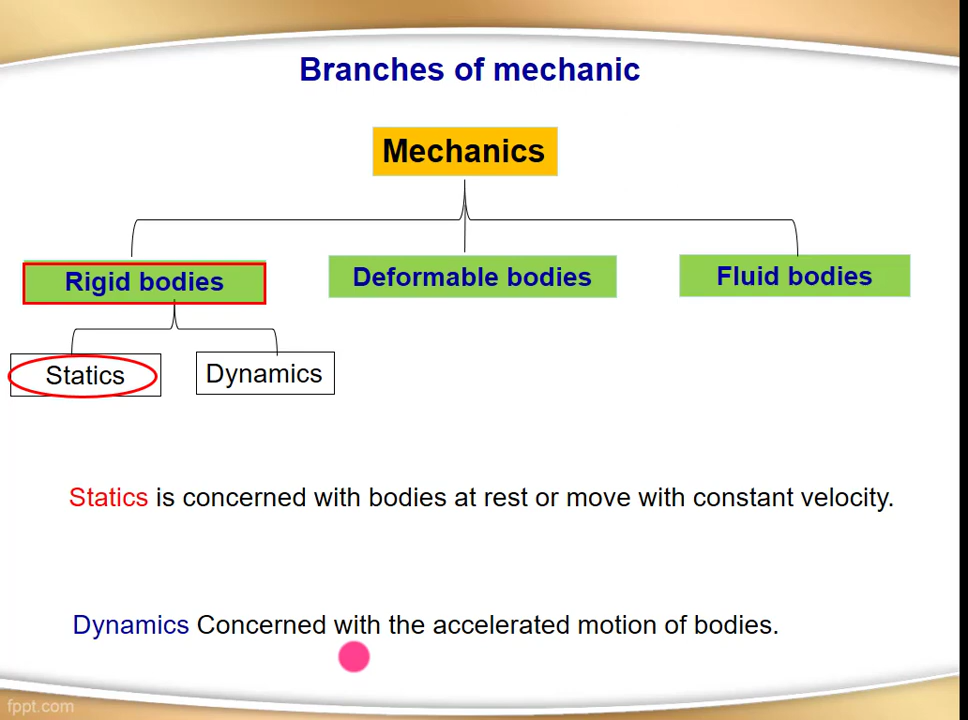 Branches of mechanic
Mechanics
Rigid bodies
Deformable bodies
Fluid bodies
Statics
Dynamics
Statics is concerned with bodies at rest or move with constant velocity.
Dynamics Concerned with the accelerated motion of bodies.
fppt.com